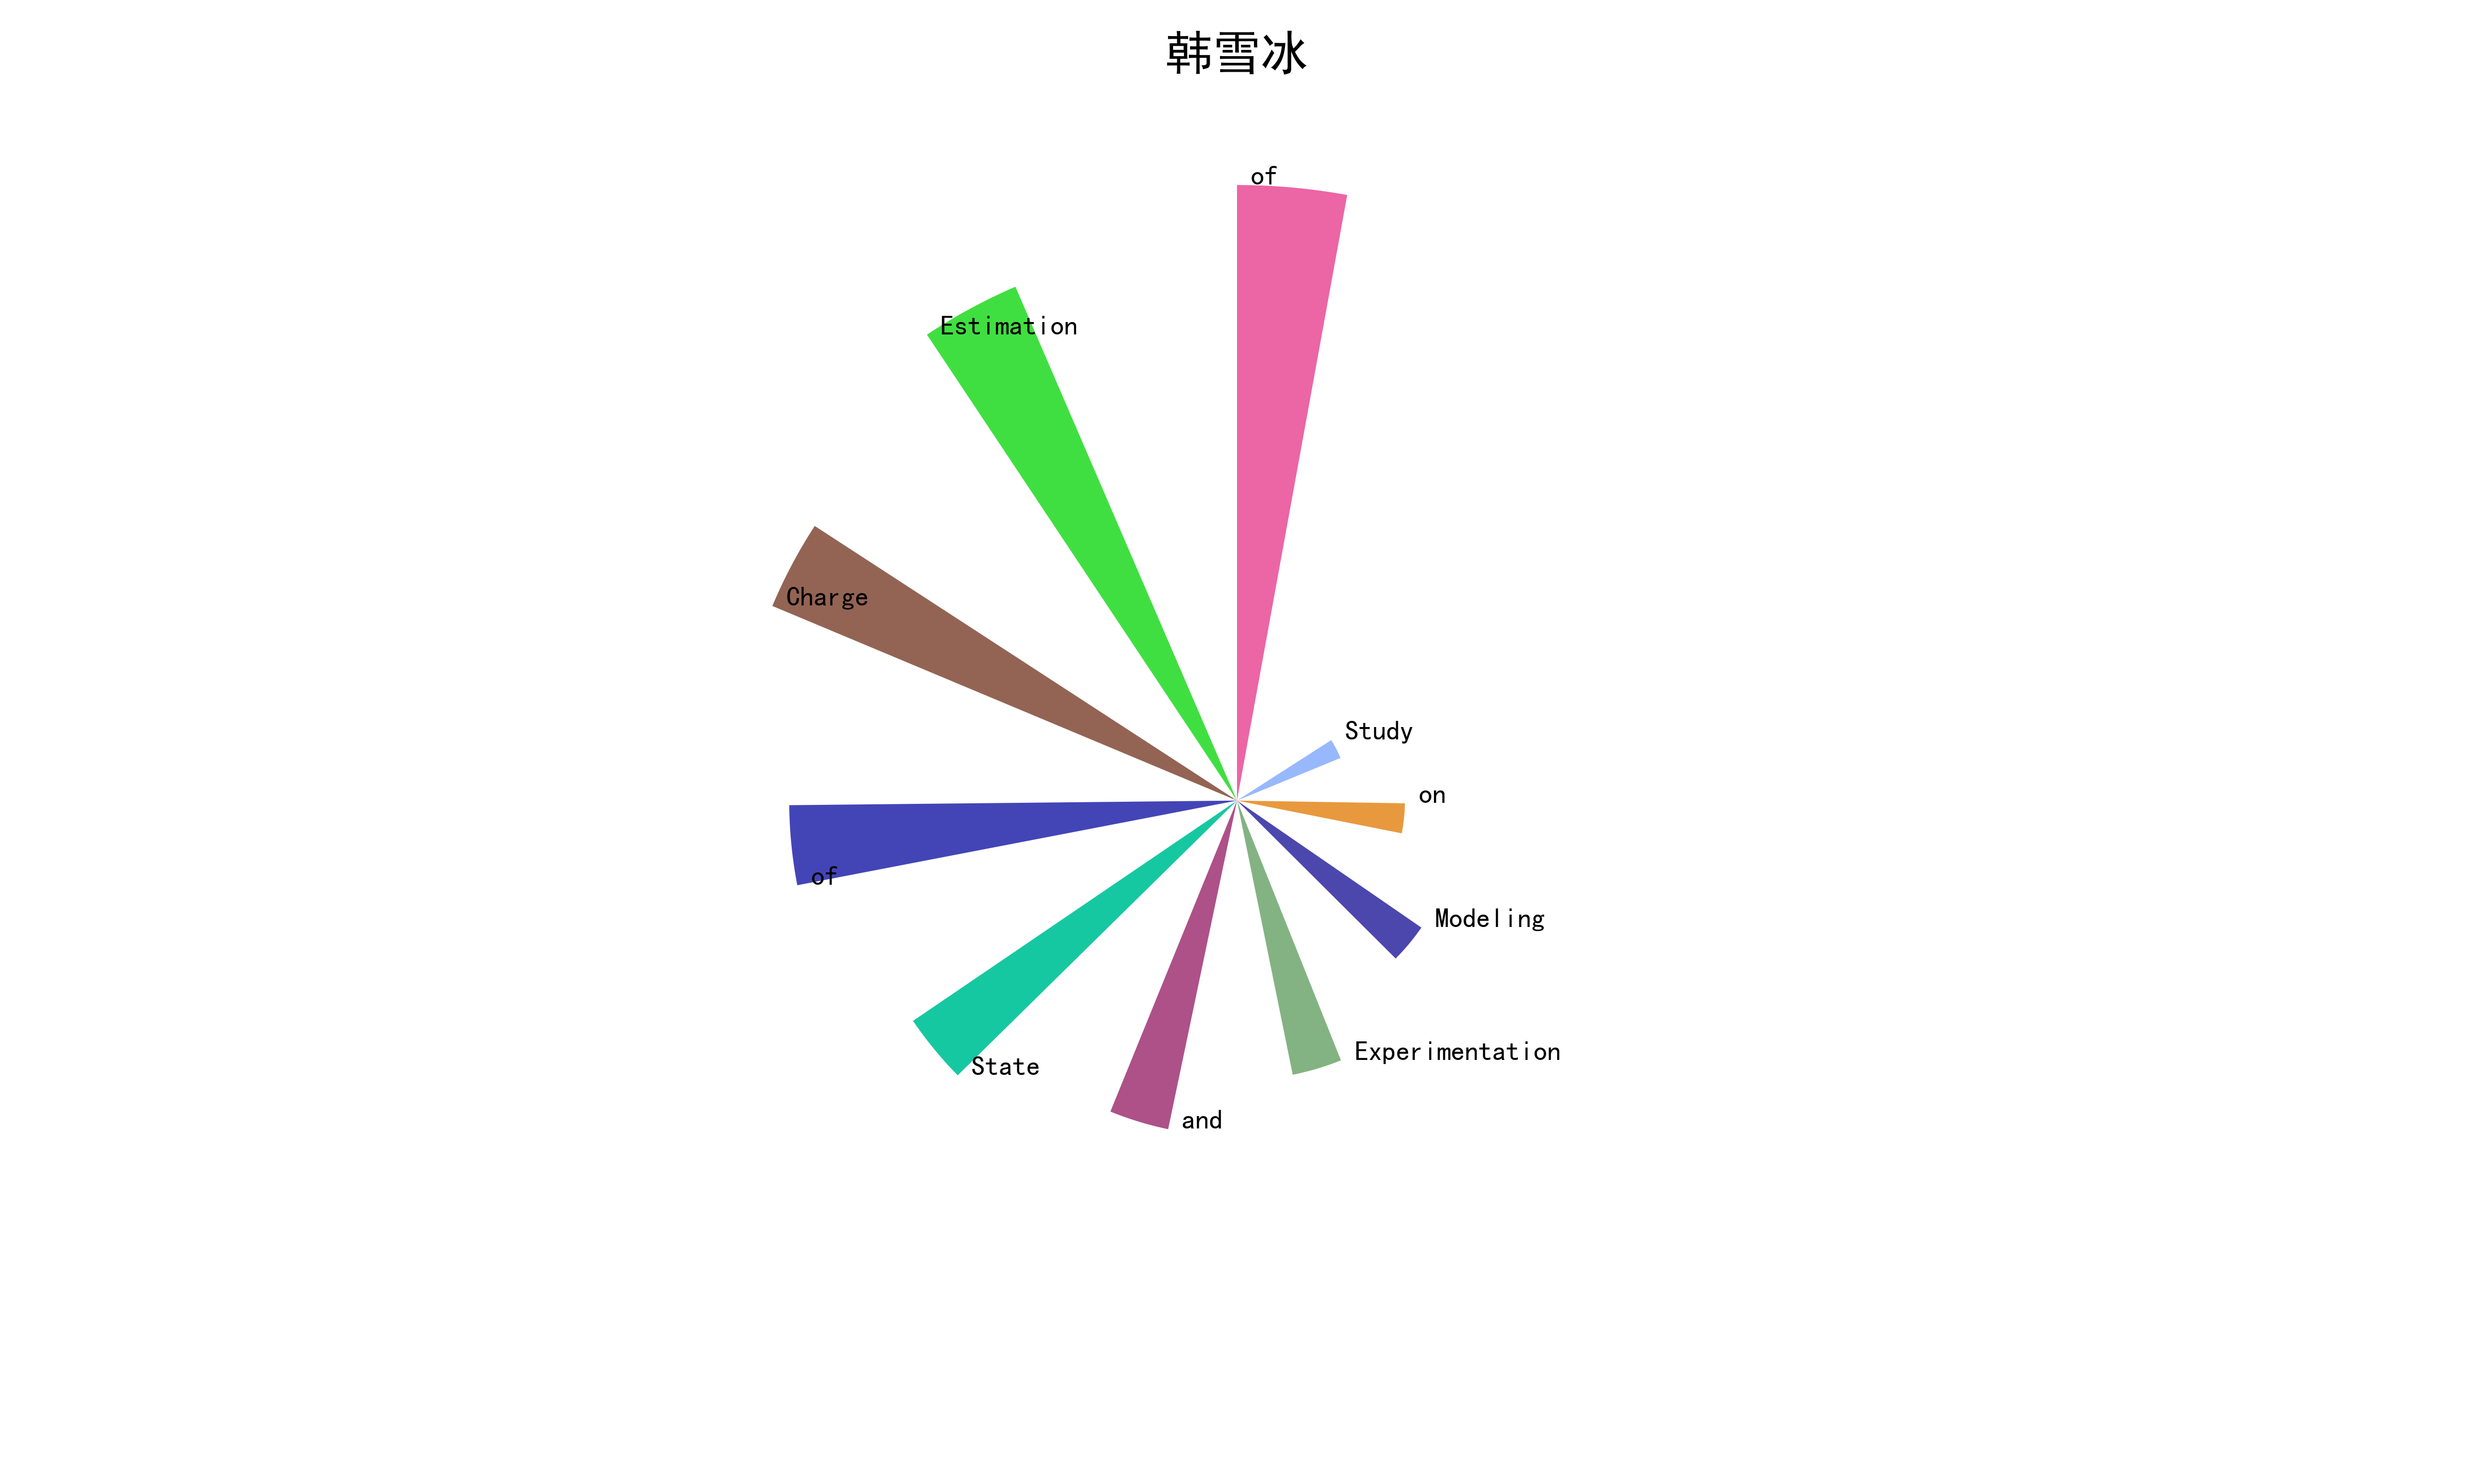 韩雪冰
of
Estimation
Charge
Study
on
of
Modeling
Experimentation
State
and